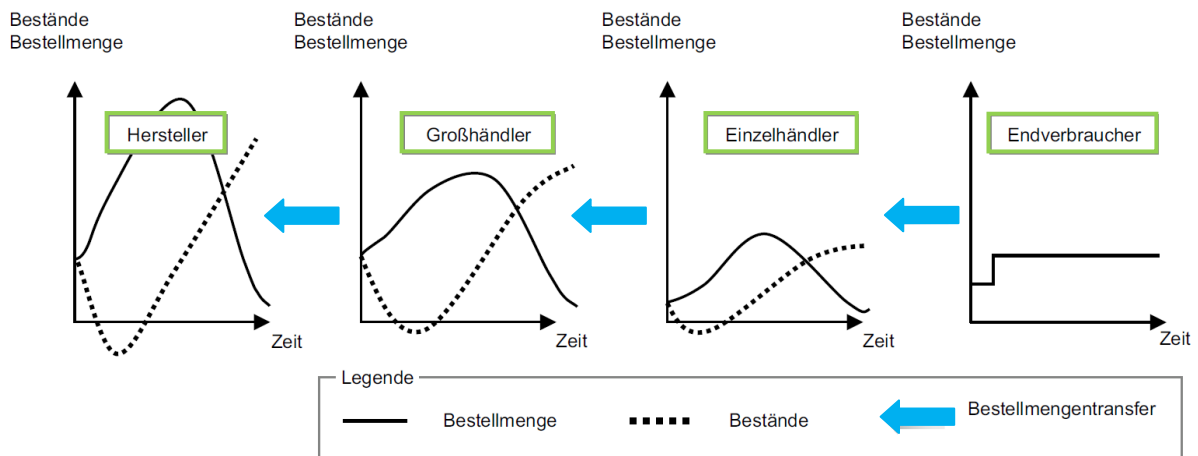 Bestände
Bestellmenge
Bestände
Bestellmenge
Bestände
Bestellmenge
Bestände
Bestellmenge
Hersteller
Großhändler
Einzelhändler
Endverbraucher
Zeit
Zeit
Zeit
Zeit
Legende
Bestellmenge
Bestände
Bestellmengentransfer